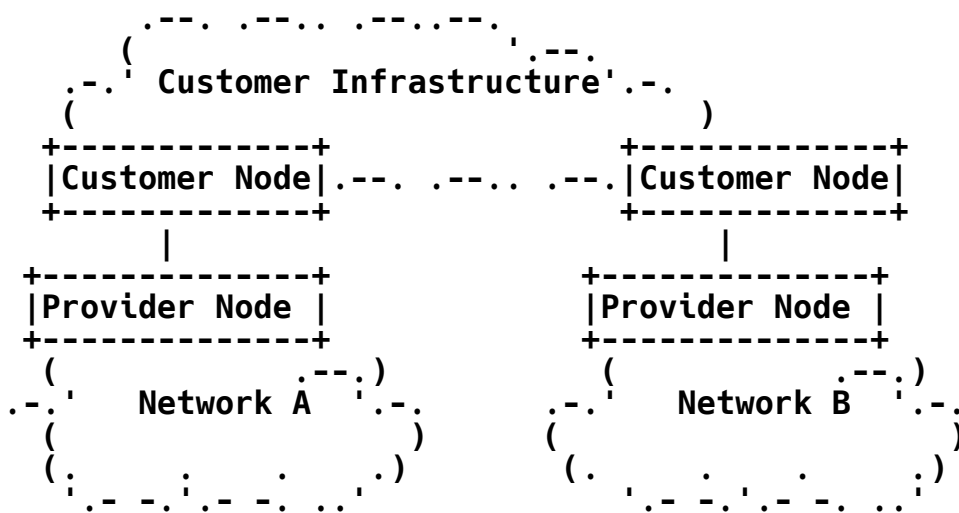 Customer Infrastructure
Customer Node Customer Node
Provider Node Provider Node
Network A Network B